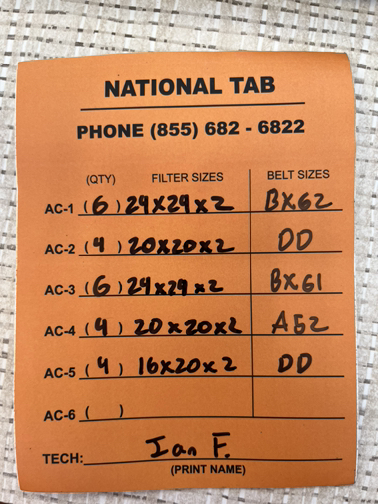 NATIONAL TAB
PHONE (855) 682 - 6822
(QTY) FILTER SIZES BELT SIZES
AC-1 (6) 24x24x2 BX62
AC-2 (4) 20x20x2 DD
AC-3 (6) 24x24x2 BX61
AC-4 (4) 20x20x2 A52
AC-5 (4) 16x20x2 DD
AC-6 ( )
TECH: Ian F.
(PRINT NAME)